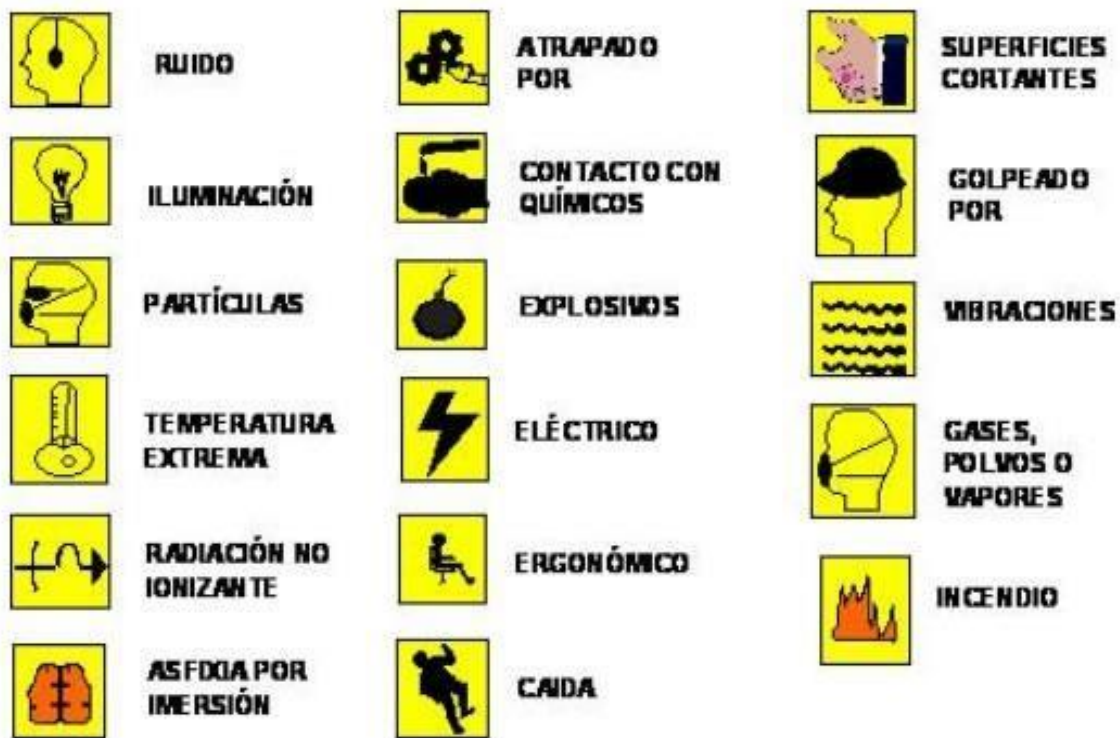 RUIDO
ILUMINACIÓN
PARTÍCULAS
TEMPERATURA
EXTREMA
RADIACIÓN NO
IONIZANTE
ASFIXIA POR
IMERSIÓN
ATRAPADO
POR
CONTACTO CON
QUÍMICOS
EXPLOSIVOS
ELÉCTRICO
ERGONÓMICO
CAIDA
SUPERFICIES
CORTANTES
GOLPEADO
POR
VIBRACIONES
GASES,
POLVOS O
VAPORES
INCENDIO